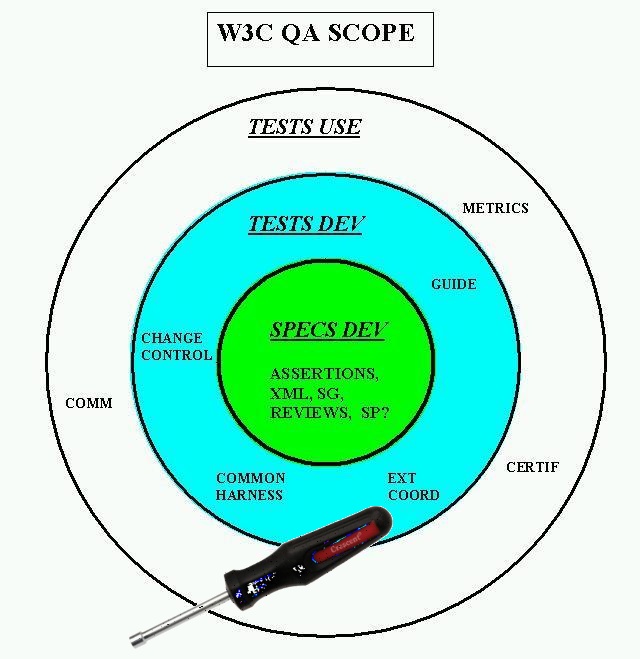 W3C QA SCOPE
TESTS USE
METRICS
TESTS DEV
GUIDE
SPECS DEV
CHANGE
CONTROL
ASSERTIONS,
XML, SG,
REVIEWS, SP?
COMM
CERTIF
COMMON
HARNESS
EXT
COORD
Crescent